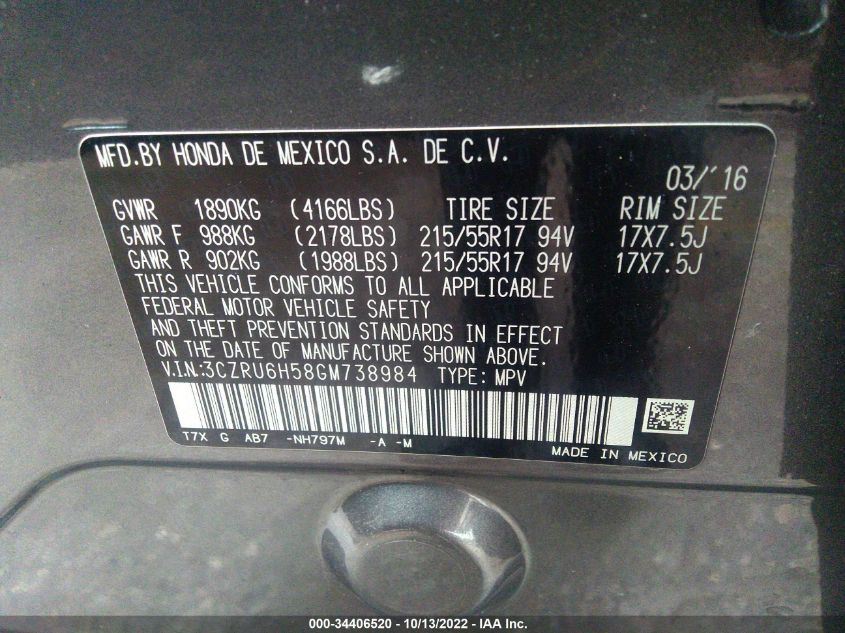 MFD.BY HONDA DE MEXICO S.A. DE C.V.
03/'16
GVWR 1890KG (4166LBS) TIRE SIZE RIM SIZE
GAWR F 988KG (2178LBS) 215/55R17 94V 17X7.5J
GAWR R 902KG (1988LBS) 215/55R17 94V 17X7.5J
THIS VEHICLE CONFORMS TO ALL APPLICABLE
FEDERAL MOTOR VEHICLE SAFETY
AND THEFT PREVENTION STANDARDS IN EFFECT
ON THE DATE OF MANUFACTURE SHOWN ABOVE.
V.I.N.:3CZRU6H58GM738984 TYPE: MPV
T7X G AB7 -NH797M -A -M
MADE IN MEXICO
000-34406520 - 10/13/2022 - IAA Inc.